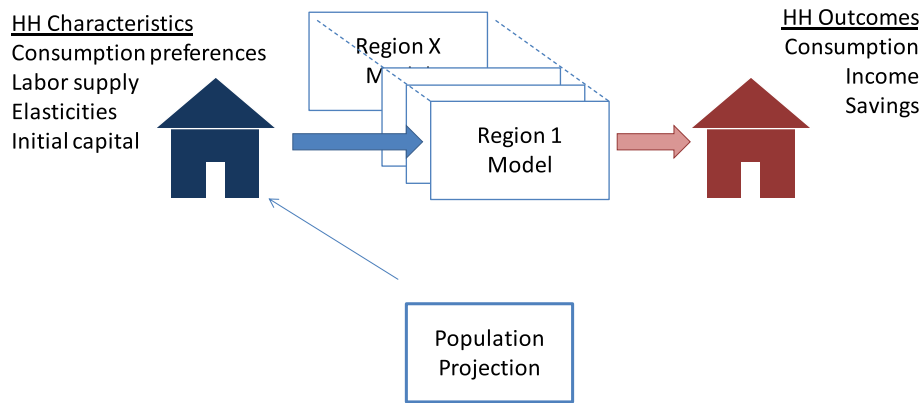 HH Characteristics
Consumption preferences
Labor supply
Elasticities
Initial capital
Region X
Region 1
Model
HH Outcomes
Consumption
Income
Savings
Population
Projection